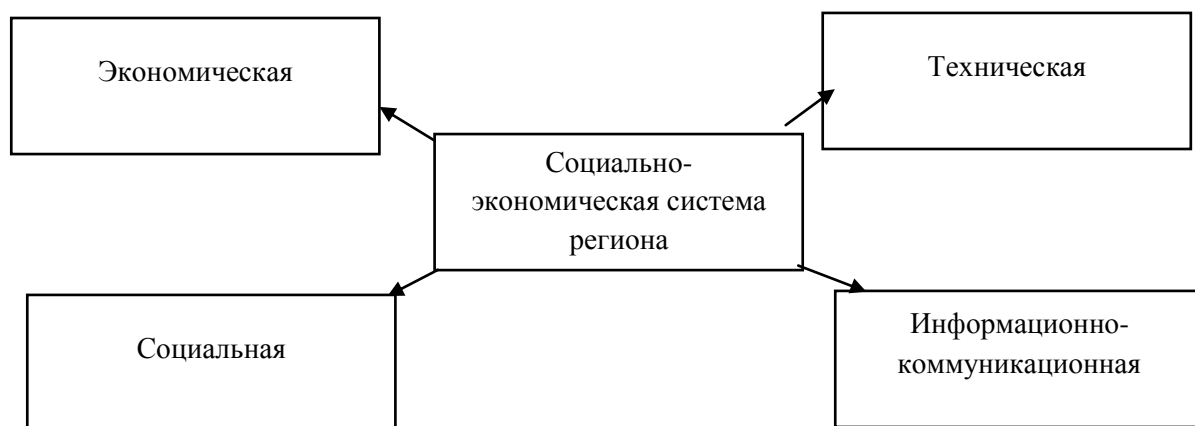 Экономическая
Техническая
Социально-
экономическая система
региона
Социальная
Информационно-
коммуникационная